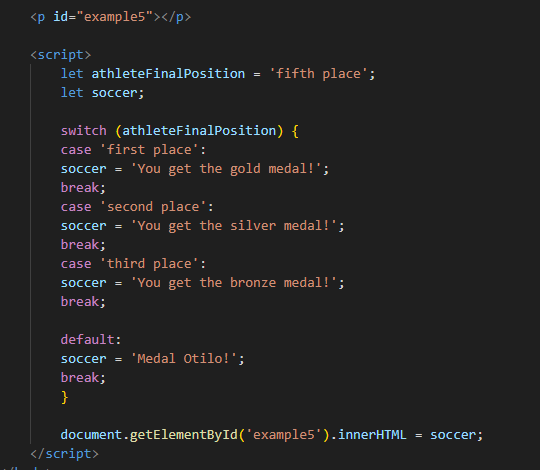 <p id="example5"></p>
<script>
let athleteFinalPosition = 'fifth place';
let soccer;
switch (athleteFinalPosition) {
case 'first place':
soccer = 'You get the gold medal!';
break;
case 'second place':
soccer = 'You get the silver medal!';
break;
case 'third place':
soccer = 'You get the bronze medal!';
break;
default:
soccer = 'Medal Otilo!';
break;
}
document.getElementById('example5').innerHTML = soccer;
</script>